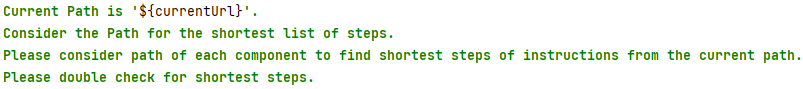 Current Path is '${currentUrl}'.
Consider the Path for the shortest list of steps.
Please consider path of each component to find shortest steps of instructions from the current path.
Please double check for shortest steps.